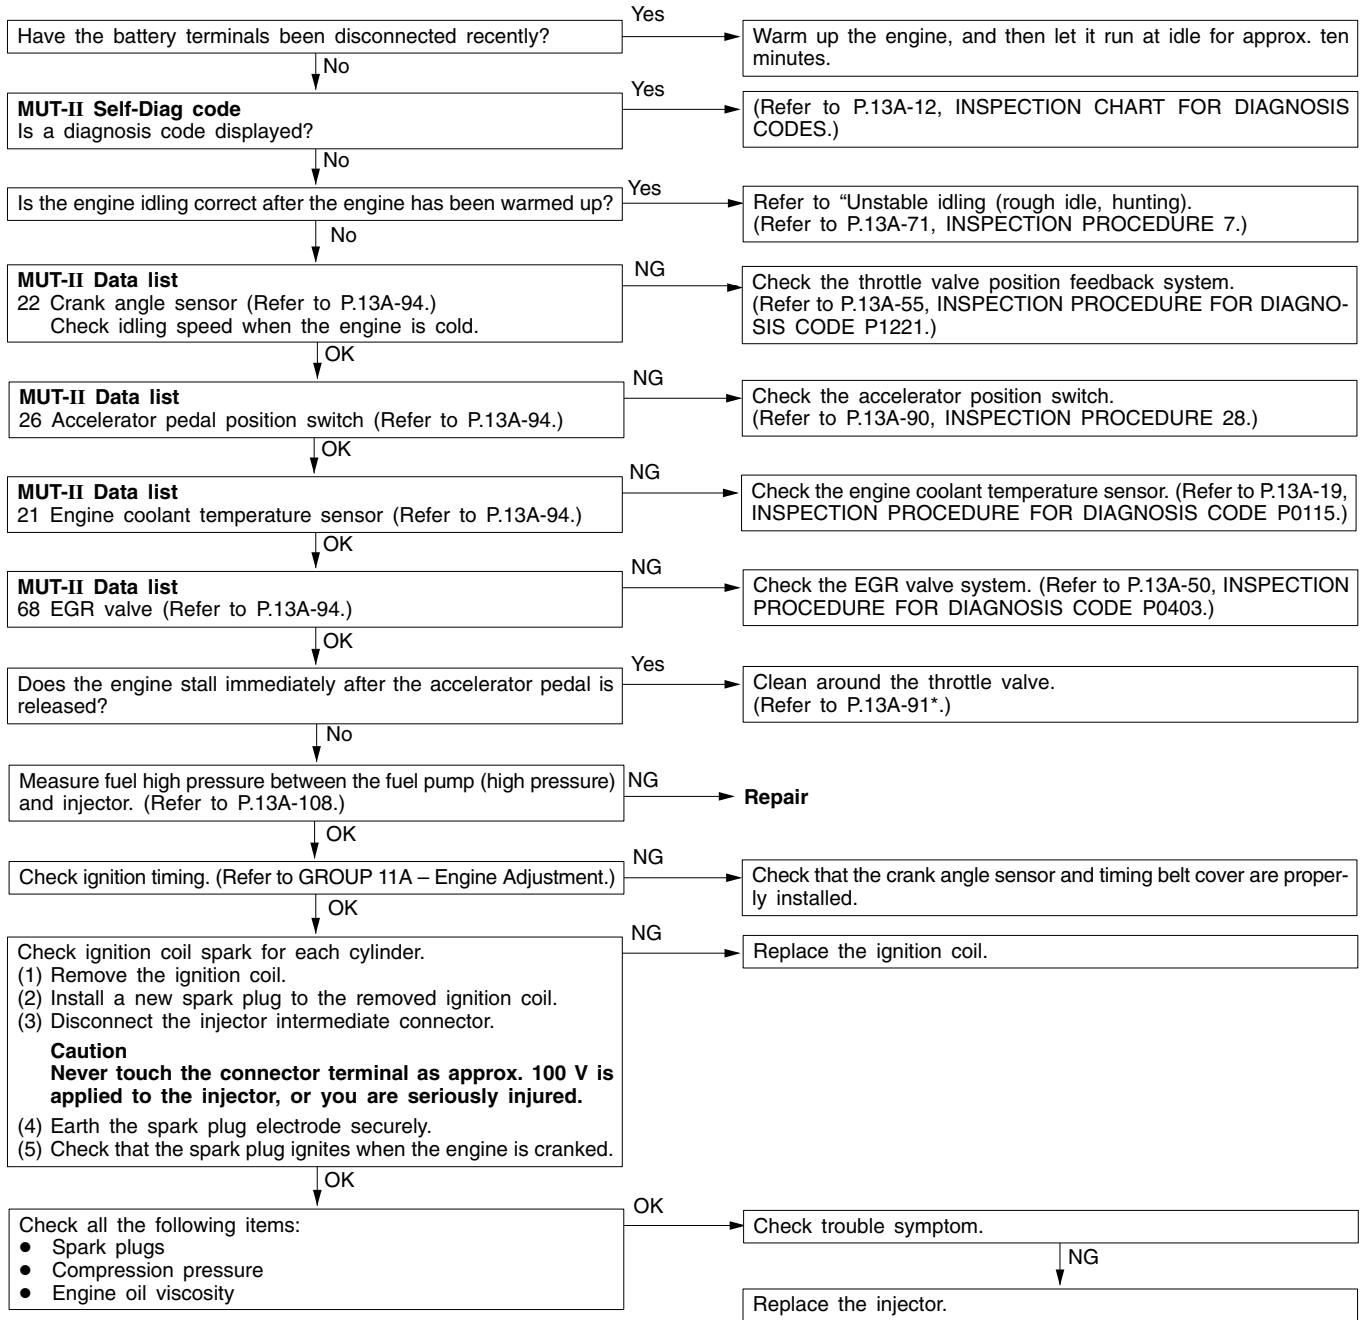 Have the battery terminals been disconnected recently?
Yes
Warm up the engine, and then let it run at idle for approx. ten
minutes.
No
MUT-II Self-Diag code
Is a diagnosis code displayed?
Yes
(Refer to P.13A-12, INSPECTION CHART FOR DIAGNOSIS
CODES.)
No
Is the engine idling correct after the engine has been warmed up?
Yes
Refer to “Unstable idling (rough idle, hunting).
(Refer to P.13A-71, INSPECTION PROCEDURE 7.)
No
MUT-II Data list
22 Crank angle sensor (Refer to P.13A-94.)
Check idling speed when the engine is cold.
NG
Check the throttle valve position feedback system.
(Refer to P.13A-55, INSPECTION PROCEDURE FOR DIAGNO-
SIS CODE P1221.)
OK
MUT-II Data list
26 Accelerator pedal position switch (Refer to P.13A-94.)
NG
Check the accelerator position switch.
(Refer to P.13A-90, INSPECTION PROCEDURE 28.)
OK
MUT-II Data list
21 Engine coolant temperature sensor (Refer to P.13A-94.)
NG
Check the engine coolant temperature sensor. (Refer to P.13A-19,
INSPECTION PROCEDURE FOR DIAGNOSIS CODE P0115.)
OK
MUT-II Data list
68 EGR valve (Refer to P.13A-94.)
NG
Check the EGR valve system. (Refer to P.13A-50, INSPECTION
PROCEDURE FOR DIAGNOSIS CODE P0403.)
OK
Does the engine stall immediately after the accelerator pedal is
released?
Yes
Clean around the throttle valve.
(Refer to P.13A-91*.)
No
Measure fuel high pressure between the fuel pump (high pressure)
and injector. (Refer to P.13A-108.)
NG
Repair
OK
Check ignition timing. (Refer to GROUP 11A – Engine Adjustment.)
NG
Check that the crank angle sensor and timing belt cover are proper-
ly installed.
OK
Check ignition coil spark for each cylinder.
(1) Remove the ignition coil.
(2) Install a new spark plug to the removed ignition coil.
(3) Disconnect the injector intermediate connector.
Caution
Never touch the connector terminal as approx. 100 V is
applied to the injector, or you are seriously injured.
(4) Earth the spark plug electrode securely.
(5) Check that the spark plug ignites when the engine is cranked.
NG
Replace the ignition coil.
OK
Check all the following items:
● Spark plugs
● Compression pressure
● Engine oil viscosity
OK
Check trouble symptom.
NG
Replace the injector.